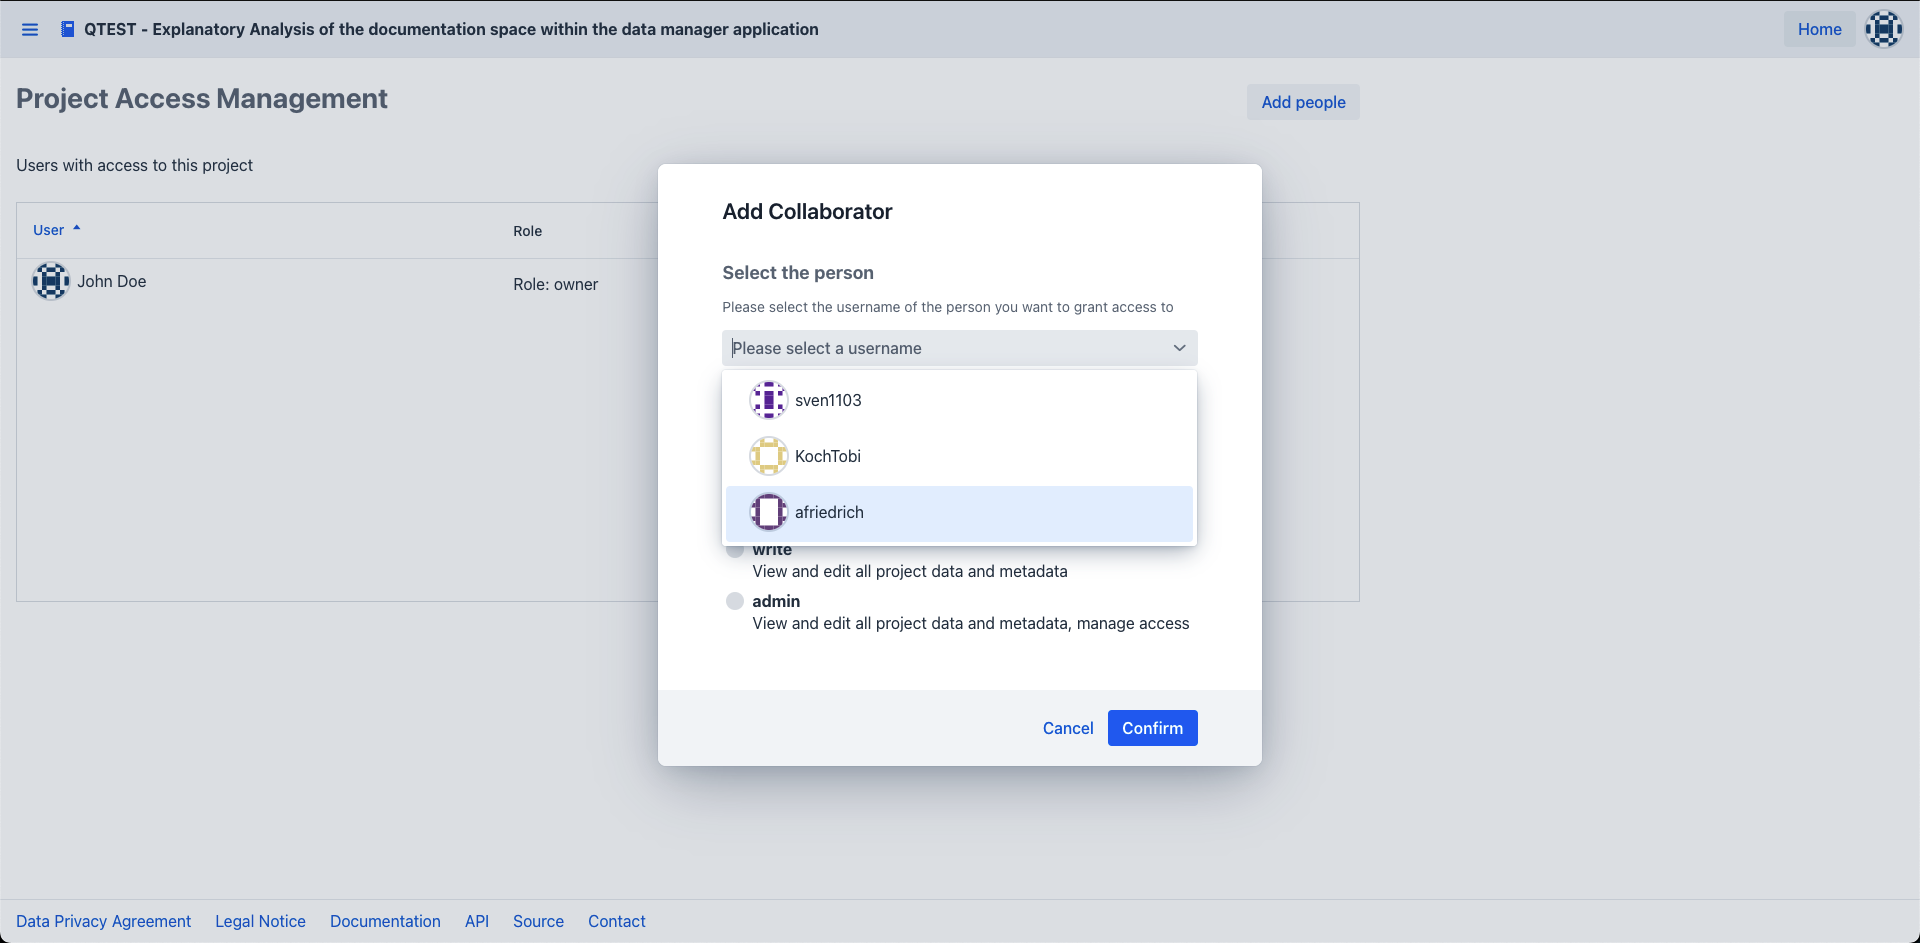 QTEST - Explanatory Analysis of the documentation space within the data manager application
Home
Project Access Management
Add people
Users with access to this project
User
Role
John Doe
Role: owner
Add Collaborator
Select the person
Please select the username of the person you want to grant access to
Please select a username
sven1103
KochTobi
afriedrich
write
View and edit all project data and metadata
admin
View and edit all project data and metadata, manage access
Cancel
Confirm
Data Privacy Agreement
Legal Notice
Documentation
API
Source
Contact